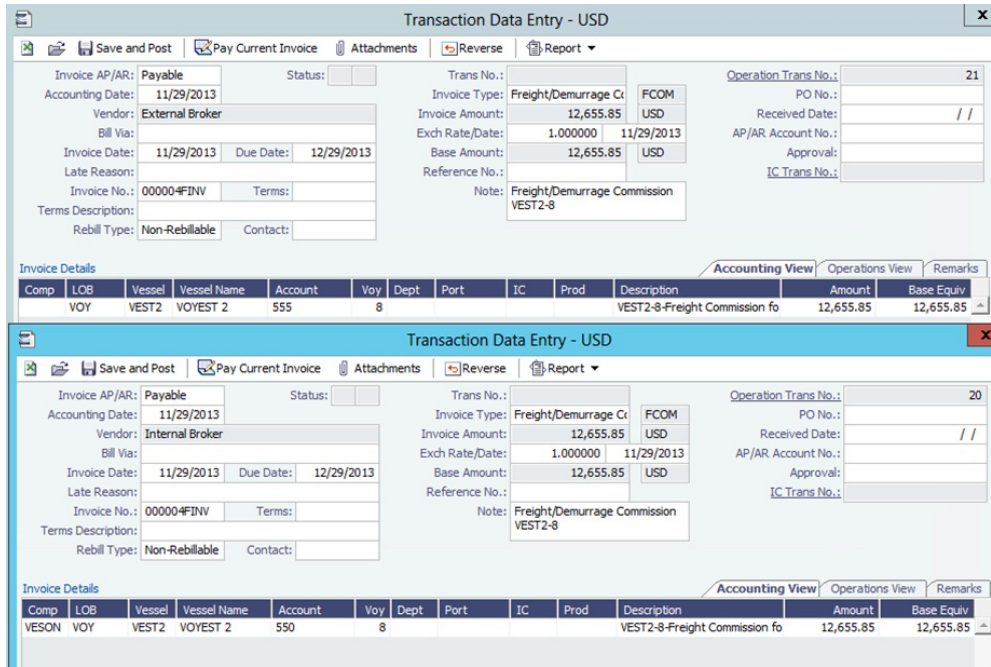 Transaction Data Entry - USD
x
Save and Post Pay Current Invoice Attachments Reverse Report
Invoice AP/AR: Payable Status: Trans No.: Operation Trans No.: 21
Accounting Date: 11/29/2013 Invoice Type: Freight/Demurrage Co FCOM PO No.:
Vendor: External Broker Invoice Amount: 12,655.85 USD Received Date: / /
Bill Via: Exch Rate/Date: 1.000000 11/29/2013 AP/AR Account No.:
Invoice Date: 11/29/2013 Due Date: 12/29/2013 Base Amount: 12,655.85 USD Approval:
Late Reason: Reference No.: IC Trans No.:
Invoice No.: 000004FINV Terms: Note: Freight/Demurrage Commission
Terms Description: VEST2-8
Rebill Type: Non-Rebillable Contact:
Invoice Details Accounting View Operations View Remarks
Comp LOB Vessel Vessel Name Account Voy Dept Port IC Prod Description Amount Base Equiv
VOY VEST2 VOYEST 2 555 8 VEST2-8-Freight Commission fo 12,655.85 12,655.85
Transaction Data Entry - USD
x
Save and Post Pay Current Invoice Attachments Reverse Report
Invoice AP/AR: Payable Status: Trans No.: Operation Trans No.: 20
Accounting Date: 11/29/2013 Invoice Type: Freight/Demurrage Co FCOM PO No.:
Vendor: Internal Broker Invoice Amount: 12,655.85 USD Received Date: / /
Bill Via: Exch Rate/Date: 1.000000 11/29/2013 AP/AR Account No.:
Invoice Date: 11/29/2013 Due Date: 12/29/2013 Base Amount: 12,655.85 USD Approval:
Late Reason: Reference No.: IC Trans No.:
Invoice No.: 000004FINV Terms: Note: Freight/Demurrage Commission
Terms Description: VEST2-8
Rebill Type: Non-Rebillable Contact:
Invoice Details Accounting View Operations View Remarks
Comp LOB Vessel Vessel Name Account Voy Dept Port IC Prod Description Amount Base Equiv
VESON VOY VEST2 VOYEST 2 550 8 VEST2-8-Freight Commission fo 12,655.85 12,655.85